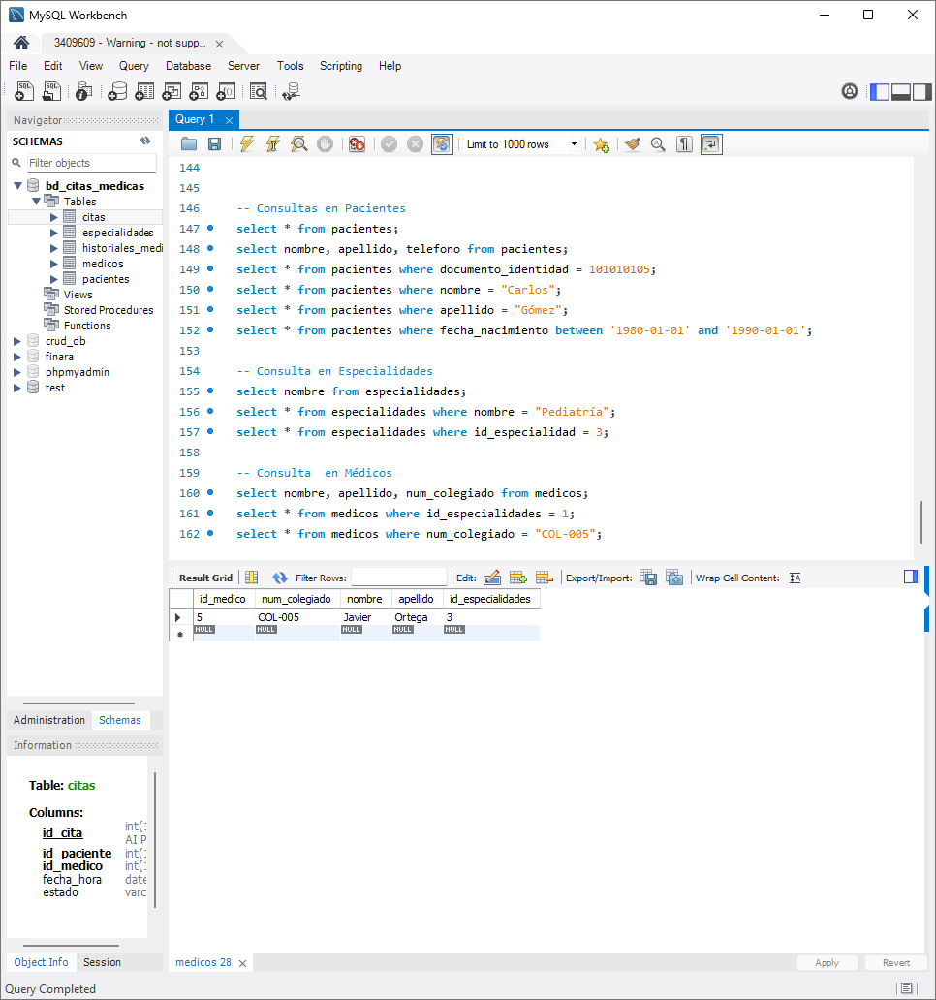 MySQL Workbench
3409609 - Warning - not supp...
File Edit View Query Database Server Tools Scripting Help
Navigator
SCHEMAS
Filter objects
bd_citas_medicas
Tables
citas
especialidades
historiales_medi
medicos
pacientes
Views
Stored Procedures
Functions
crud_db
finara
phpmyadmin
test
Administration Schemas
Information
Table: citas
Columns:
id_cita int(1
AI P
id_paciente int(1
id_medico int(1
fecha_hora date
estado varc
Object Info Session
Query 1
Limit to 1000 rows
144
145
146 -- Consultas en Pacientes
147 select * from pacientes;
148 select nombre, apellido, telefono from pacientes;
149 select * from pacientes where documento_identidad = 101010105;
150 select * from pacientes where nombre = "Carlos";
151 select * from pacientes where apellido = "Gómez";
152 select * from pacientes where fecha_nacimiento between '1980-01-01' and '1990-01-01';
153
154 -- Consulta en Especialidades
155 select nombre from especialidades;
156 select * from especialidades where nombre = "Pediatría";
157 select * from especialidades where id_especialidad = 3;
158
159 -- Consulta  en Médicos
160 select nombre, apellido, num_colegiado from medicos;
161 select * from medicos where id_especialidades = 1;
162 select * from medicos where num_colegiado = "COL-005";
Result Grid Filter Rows: Edit: Export/Import: Wrap Cell Content:
id_medico num_colegiado nombre apellido id_especialidades
5 COL-005 Javier Ortega 3
NULL NULL NULL NULL NULL
medicos 28
Apply Revert
Query Completed